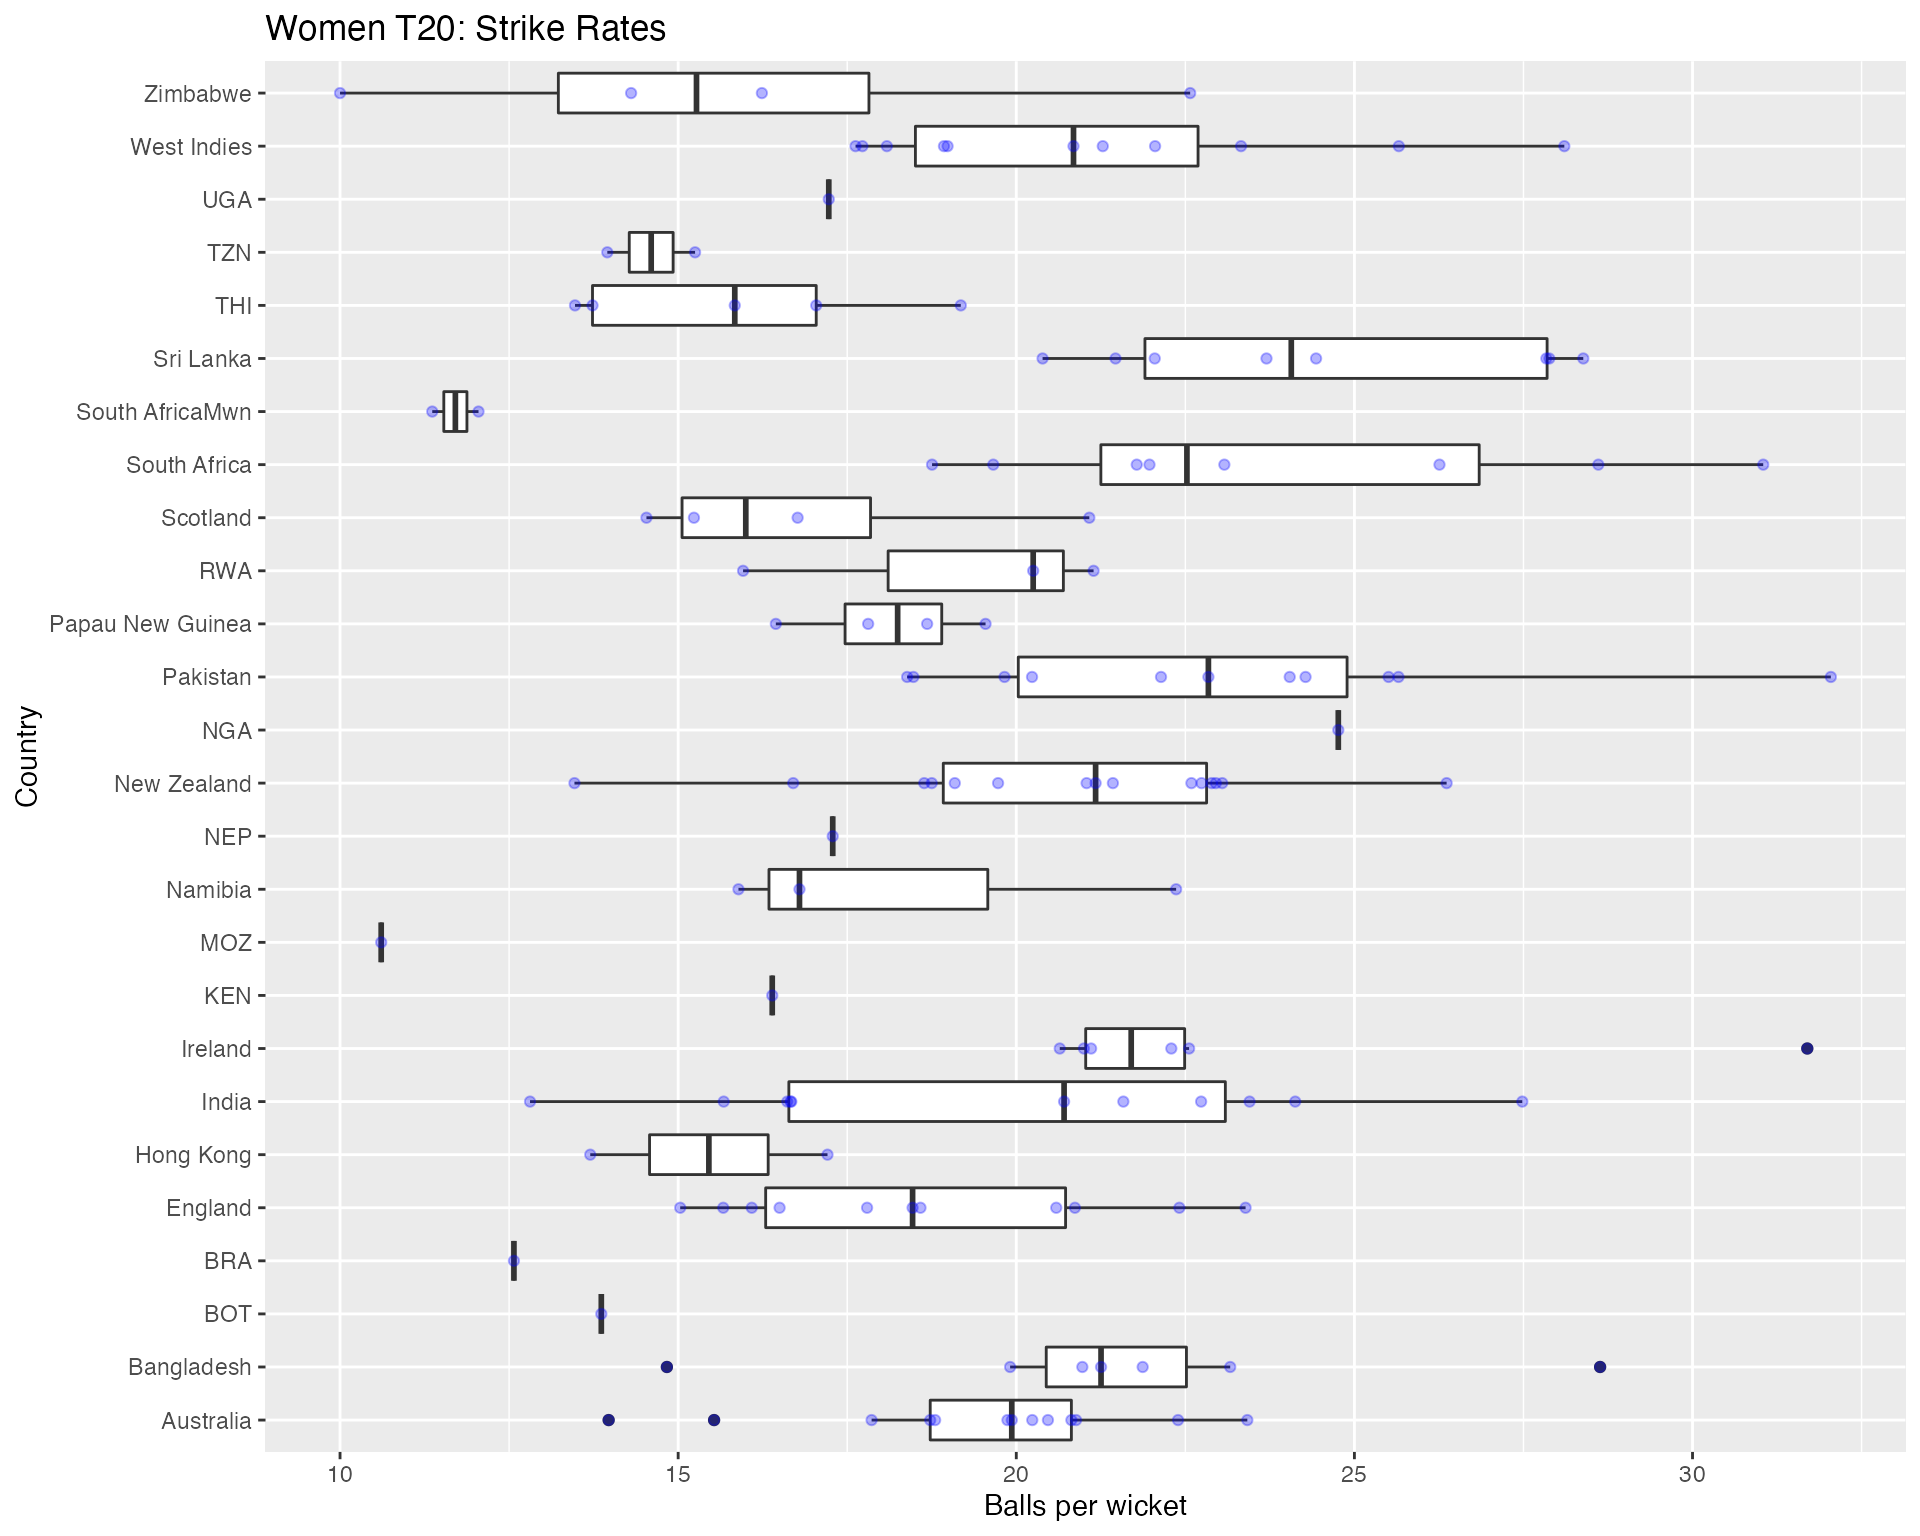 Women T20: Strike Rates
Zimbabwe
West Indies
UGA
TZN
THI
Sri Lanka
South AfricaMwn
South Africa
Scotland
RWA
Papau New Guinea
Pakistan
NGA
New Zealand
NEP
Namibia
MOZ
KEN
Ireland
India
Hong Kong
England
BRA
BOT
Bangladesh
Australia
Country
10 15 20 25 30
Balls per wicket